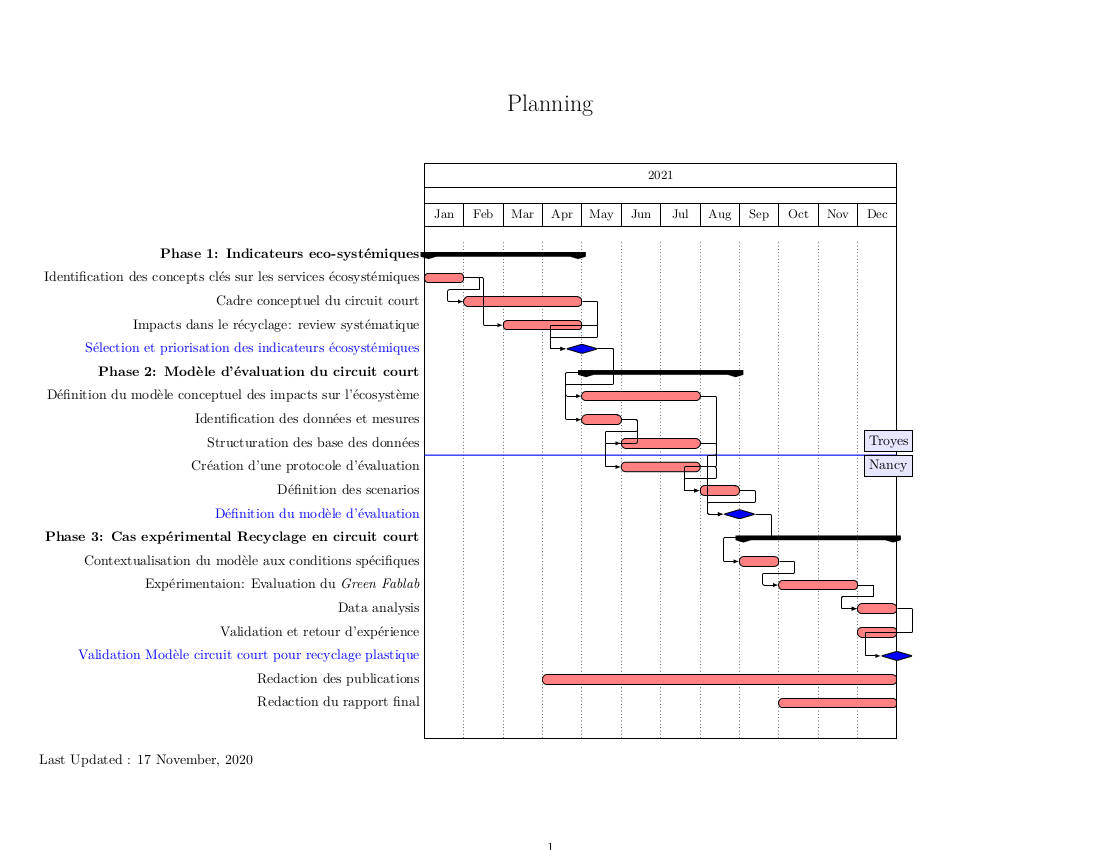 Planning
2021
Jan Feb Mar Apr May Jun Jul Aug Sep Oct Nov Dec
Phase 1: Indicateurs eco-systémiques
Identification des concepts clés sur les services écosystémiques
Cadre conceptuel du circuit court
Impacts dans le récyclage: review systématique
Sélection et priorisation des indicateurs écosystémiques
Phase 2: Modèle d'évaluation du circuit court
Définition du modèle conceptuel des impacts sur l'écosystème
Identification des données et mesures
Structuration des base des données
Troyes
Création d'une protocole d'évaluation
Nancy
Définition des scenarios
Définition du modèle d'évaluation
Phase 3: Cas expérimental Recyclage en circuit court
Contextualisation du modèle aux conditions spécifiques
Expérimentaion: Evaluation du Green Fablab
Data analysis
Validation et retour d'expérience
Validation Modèle circuit court pour recyclage plastique
Redaction des publications
Redaction du rapport final
Last Updated : 17 November, 2020
1